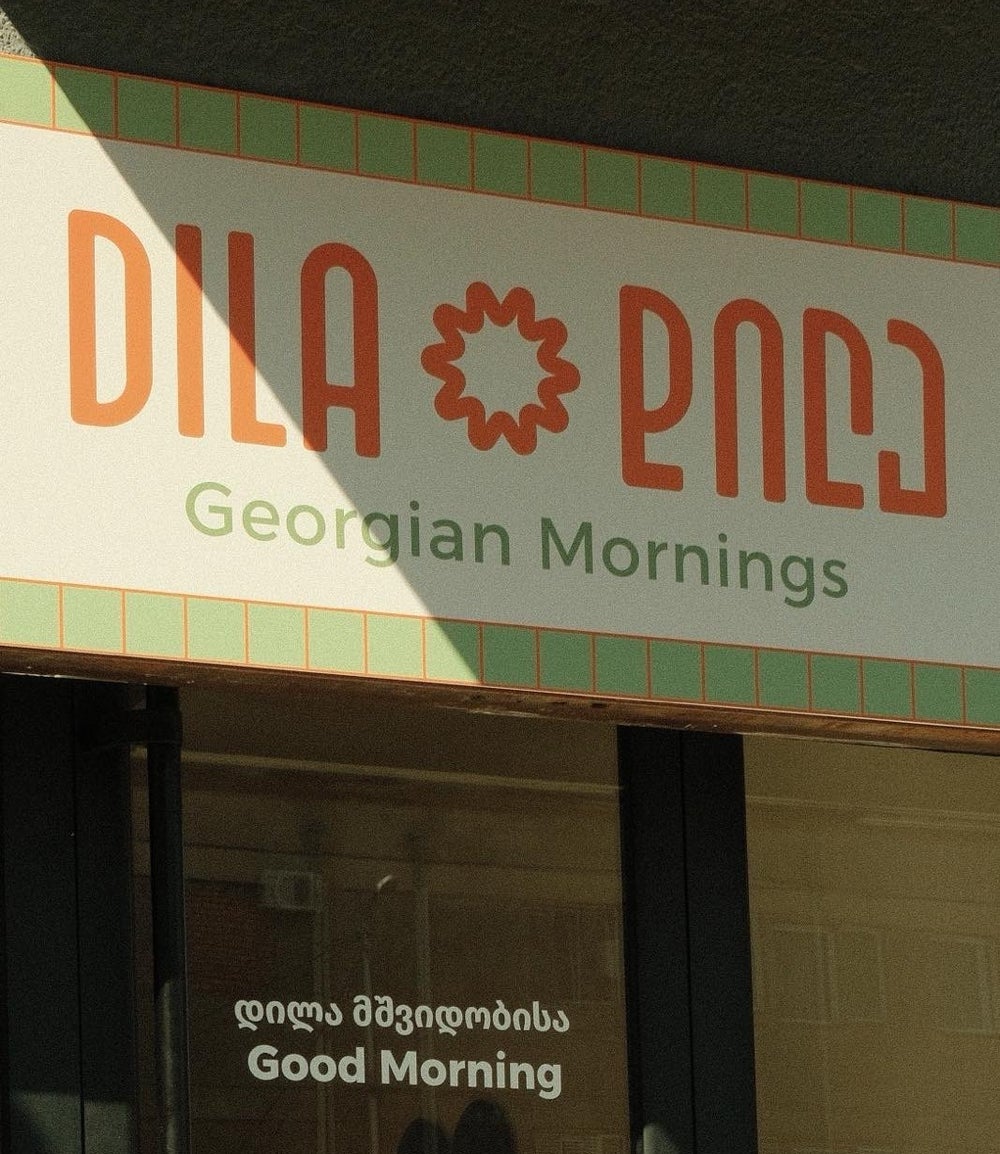 DILA დილა
Georgian Mornings
დილა მშვიდობისა
Good Morning